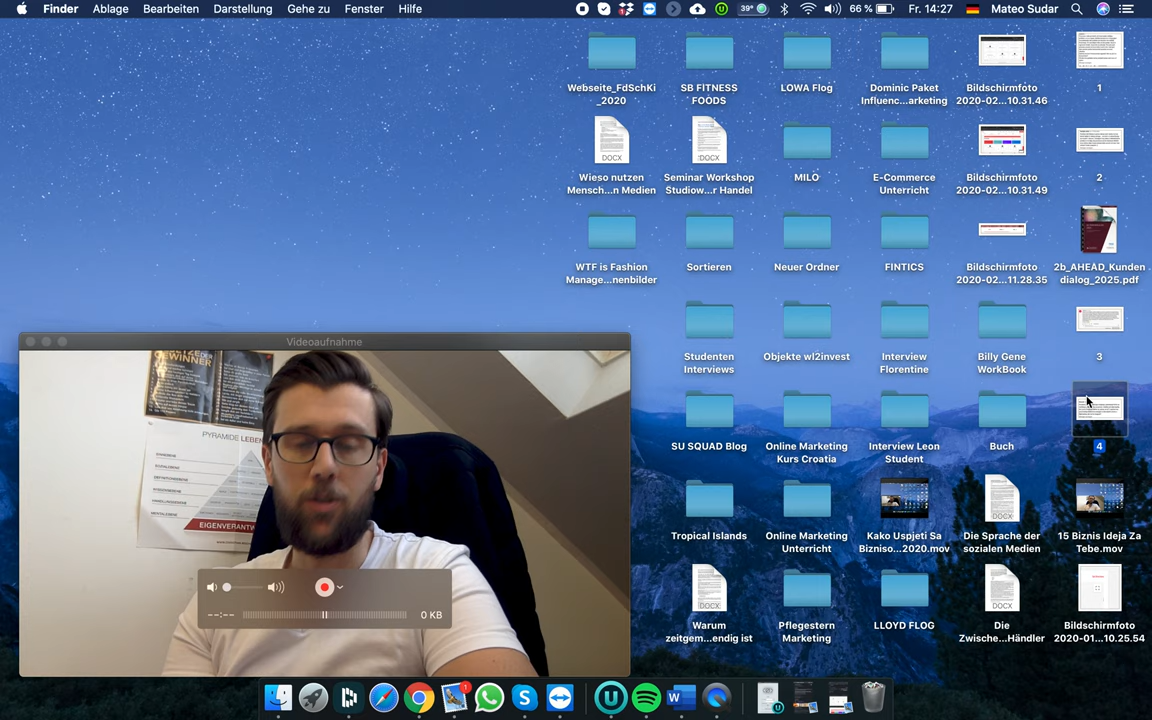 Finder Ablage Bearbeiten Darstellung Gehe zu Fenster Hilfe 39° 66 % Fr. 14:27 Mateo Sudar
Webseite_FdSchKi
_2020
SB FITNESS
FOODS
LOWA Flog
Dominic Paket
Influenc...arketing
Bildschirmfoto
2020-02...10.31.46
1
Wieso nutzen
Mensch...n Medien
Seminar Workshop
Studiow...r Handel
MILO
E-Commerce
Unterricht
Bildschirmfoto
2020-02...10.31.49
2
WTF is Fashion
Manage...nenbilder
Sortieren
Neuer Ordner
FINTICS
Bildschirmfoto
2020-02...11.28.35
2b_AHEAD_Kunden
dialog_2025.pdf
Studenten
Interviews
Objekte wl2invest
Interview
Florentine
Billy Gene
WorkBook
3
SU SQUAD Blog
Online Marketing
Kurs Croatia
Interview Leon
Student
Buch
4
Tropical Islands
Online Marketing
Unterricht
Kako Uspjeti Sa
Bizniso...2020.mov
Die Sprache der
sozialen Medien
15 Biznis Ideja Za
Tebe.mov
Warum
zeitgem...endig ist
Pflegestern
Marketing
LLOYD FLOG
Die
Zwische...Händler
Bildschirmfoto
2020-01...10.25.54
DOCX
DOCX
DOCX
DOCX
DOCX
Videoaufnahme
GEWINNER
PYRAMIDE LEBEN
EIGENVERANTW
--:-- 0 KB
1